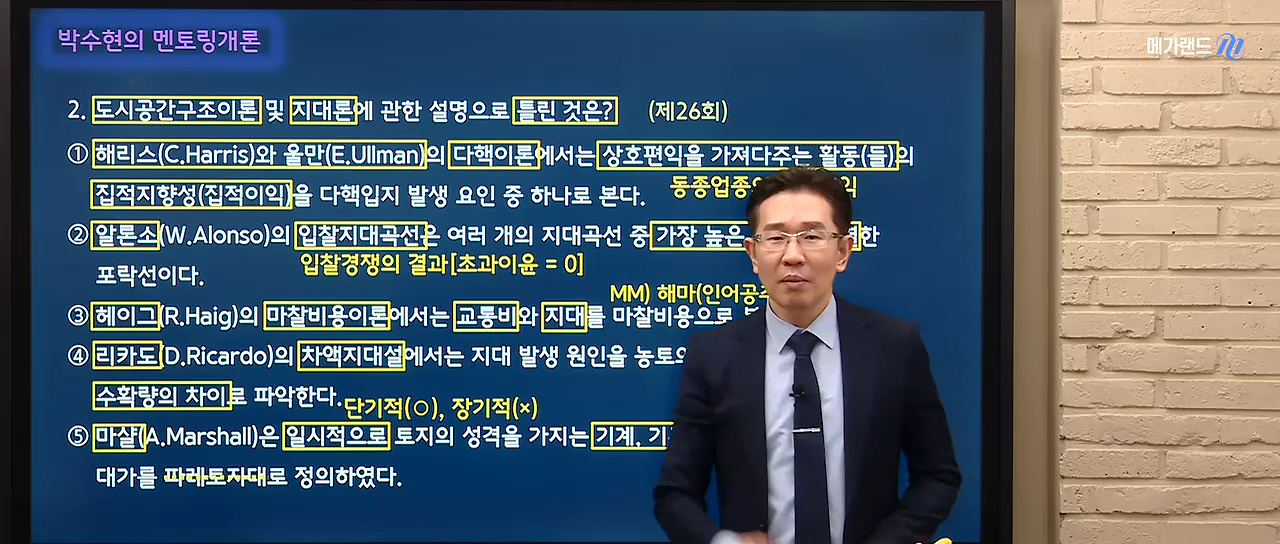 박수현의 멘토링개론
메가랜드
2. 도시공간구조이론 및 지대론에 관한 설명으로 틀린 것은? (제26회)
① 해리스(C.Harris)와 울만(E.Ullman)의 다핵이론에서는 상호편익을 가져다주는 활동(들)의
집적지향성(집적이익)을 다핵입지 발생 요인 중 하나로 본다.
동종업종의
② 알론소(W.Alonso)의 입찰지대곡선은 여러 개의 지대곡선 중 가장 높은
포락선이다.
입찰경쟁의 결과[초과이윤 = 0]
MM) 해마(인어공주
③ 헤이그(R.Haig)의 마찰비용이론에서는 교통비와 지대를 마찰비용으로
④ 리카도(D.Ricardo)의 차액지대설에서는 지대 발생 원인을 농토의
수확량의 차이로 파악한다.
단기적(○), 장기적(×)
⑤ 마샬(A.Marshall)은 일시적으로 토지의 성격을 가지는 기계,
대가를 파레토지대로 정의하였다.